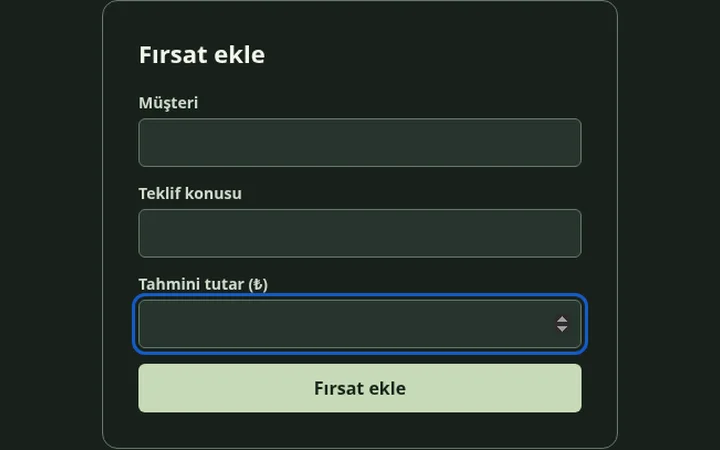 Fırsat ekle
Müşteri
Teklif konusu
Tahmini tutar (₺)
Fırsat ekle